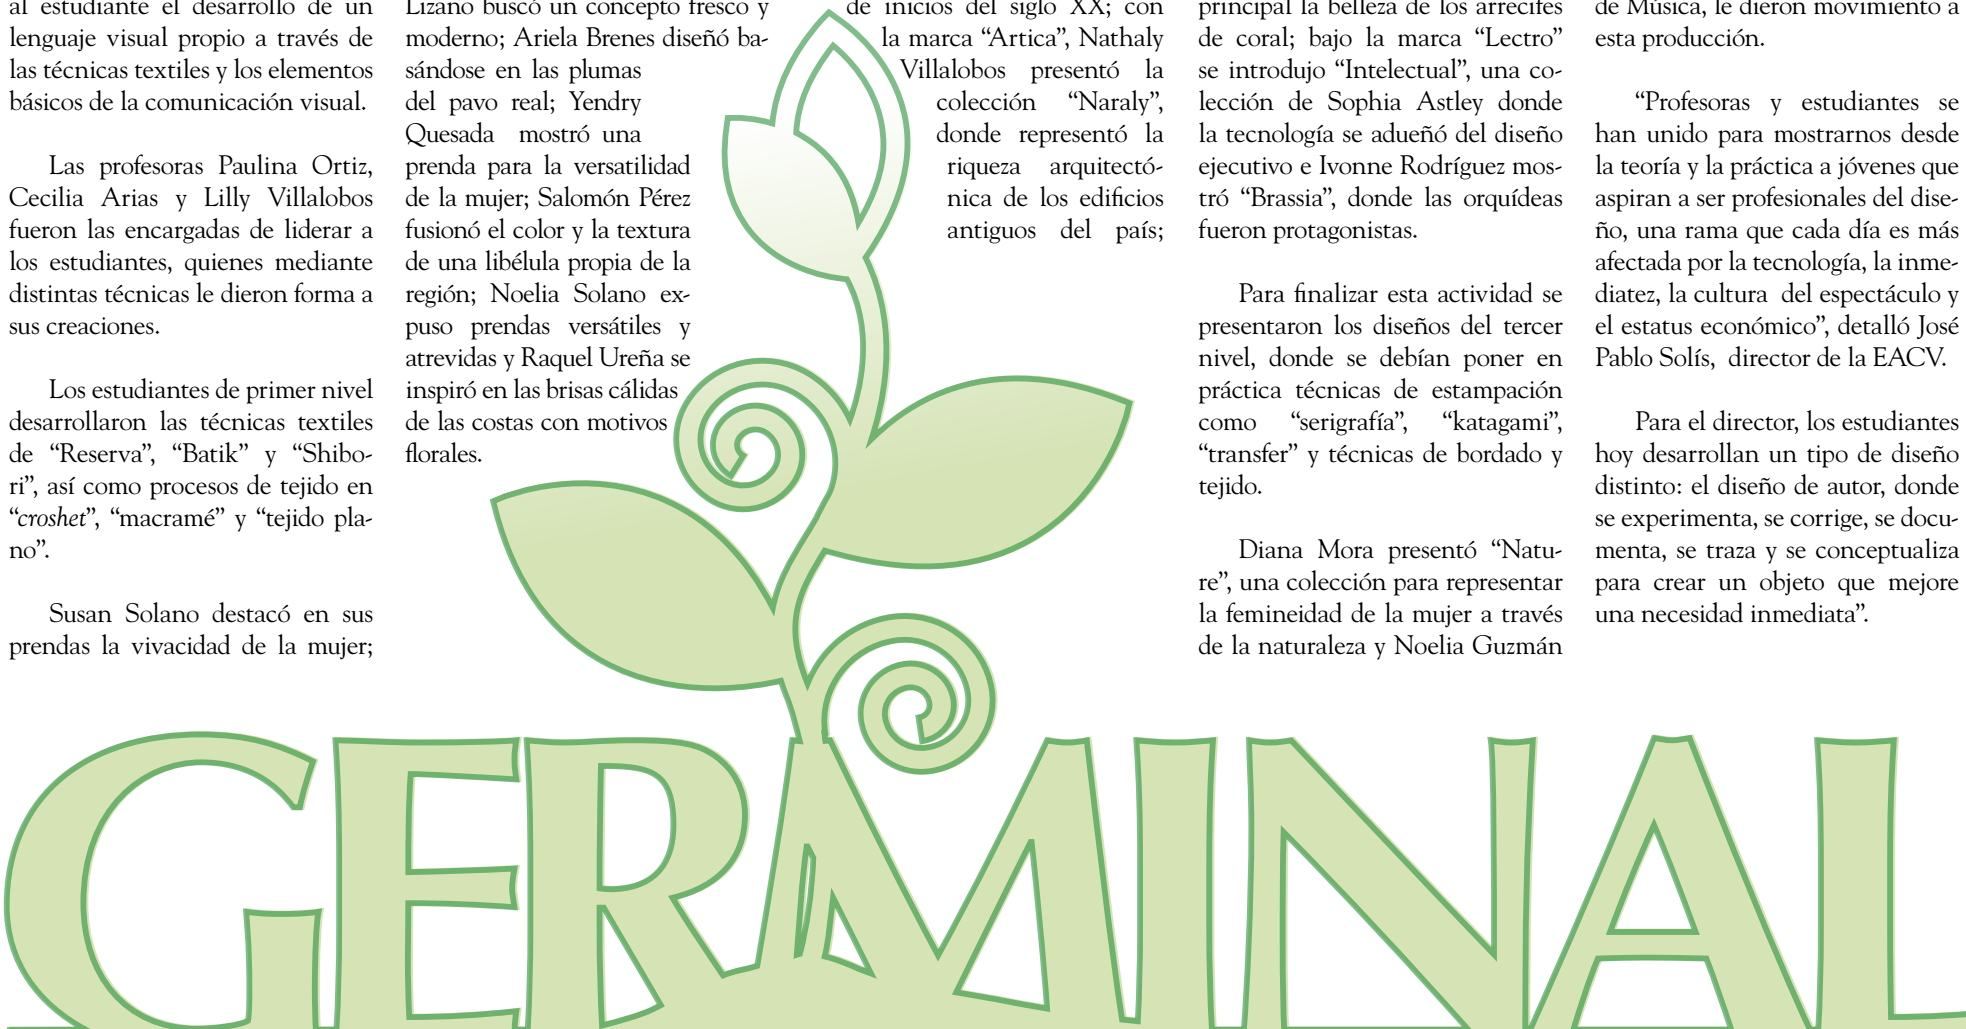 al estudiante el desarrollo de un
lenguaje visual propio a través de
las técnicas textiles y los elementos
básicos de la comunicación visual.
Las profesoras Paulina Ortiz,
Cecilia Arias y Lilly Villalobos
fueron las encargadas de liderar a
los estudiantes, quienes mediante
distintas técnicas le dieron forma a
sus creaciones.
Los estudiantes de primer nivel
desarrollaron las técnicas textiles
de “Reserva”, “Batik” y “Shibo-
ri”, así como procesos de tejido en
“croshet”, “macramé” y “tejido pla-
no”.
Susan Solano destacó en sus
prendas la vivacidad de la mujer;
Lizano buscó un concepto fresco y
moderno; Ariela Brenes diseñó ba-
sándose en las plumas
del pavo real; Yendry
Quesada mostró una
prenda para la versatilidad
de la mujer; Salomón Pérez
fusionó el color y la textura
de una libélula propia de la
región; Noelia Solano ex-
puso prendas versátiles y
atrevidas y Raquel Ureña se
inspiró en las brisas cálidas
de las costas con motivos
florales.
de inicios del siglo XX; con
la marca “Artica”, Nathaly
Villalobos presentó la
colección “Naraly”,
donde representó la
riqueza arquitectó-
nica de los edificios
antiguos del país;
principal la belleza de los arrecifes
de coral; bajo la marca “Lectro”
se introdujo “Intelectual”, una co-
lección de Sophia Astley donde
la tecnología se adueñó del diseño
ejecutivo e Ivonne Rodríguez mos-
tró “Brassia”, donde las orquídeas
fueron protagonistas.
Para finalizar esta actividad se
presentaron los diseños del tercer
nivel, donde se debían poner en
práctica técnicas de estampación
como “serigrafía”, “katagami”,
“transfer” y técnicas de bordado y
tejido.
Diana Mora presentó “Natu-
re”, una colección para representar
la femineidad de la mujer a través
de la naturaleza y Noelia Guzmán
de Música, le dieron movimiento a
esta producción.
“Profesoras y estudiantes se
han unido para mostrarnos desde
la teoría y la práctica a jóvenes que
aspiran a ser profesionales del dise-
ño, una rama que cada día es más
afectada por la tecnología, la inme-
diatez, la cultura del espectáculo y
el estatus económico”, detalló José
Pablo Solís, director de la EACV.
Para el director, los estudiantes
hoy desarrollan un tipo de diseño
distinto: el diseño de autor, donde
se experimenta, se corrige, se docu-
menta, se traza y se conceptualiza
para crear un objeto que mejore
una necesidad inmediata”.
GERMINAL